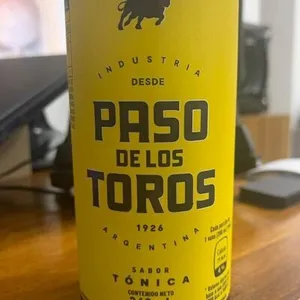 INDUSTRIA
DESDE
PASO
DE LOS
TOROS
1926
ARGENTINA
SABOR
TÓNICA
CONTENIDO NETO